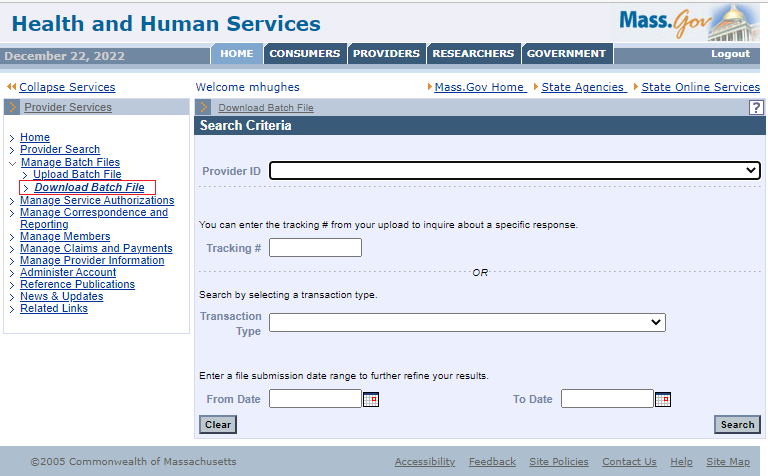 Health and Human Services
Mass.Gov
December 22, 2022
HOME CONSUMERS PROVIDERS RESEARCHERS GOVERNMENT
Logout
Collapse Services
Welcome mhughes
Mass.Gov Home State Agencies State Online Services
Provider Services
Home
Provider Search
Manage Batch Files
Upload Batch File
Download Batch File
Manage Service Authorizations
Manage Correspondence and
Reporting
Manage Members
Manage Claims and Payments
Manage Provider Information
Administer Account
Reference Publications
News & Updates
Related Links
Download Batch File
?
Search Criteria
Provider ID
You can enter the tracking # from your upload to inquire about a specific response.
Tracking #
OR
Search by selecting a transaction type.
Transaction
Type
Enter a file submission date range to further refine your results.
From Date
To Date
Clear
Search
©2005 Commonwealth of Massachusetts
Accessibility Feedback Site Policies Contact Us Help Site Map